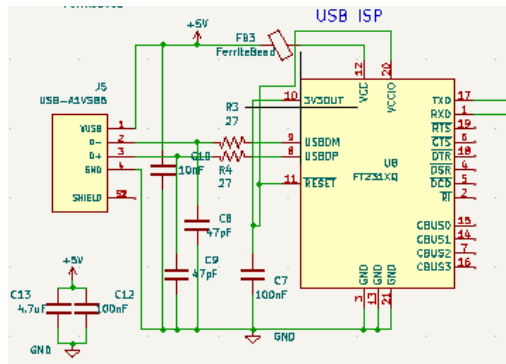 USB ISP
+5V
FB3
FerriteBead
J5
USB-A1VSB6
VUSB 1
D- 2
D+ 3
GND 4
SHIELD S2
R3
27
R4
27
C10
10nF
C8
47pF
C9
47pF
C7
100nF
GND
12
20
VCC
VCCIO
10 3V3OUT
9 USBDM
8 USBDP
11 RESET
U8
FT231XQ
TXD 17
RXD 1
RTS 19
CTS 6
DTR 18
DSR 4
DCD 3
RI 2
CBUS0 15
CBUS1 14
CBUS2 7
CBUS3 16
GND
GND
GND
3
13
21
+5V
C13
4.7uF
C12
100nF
GND